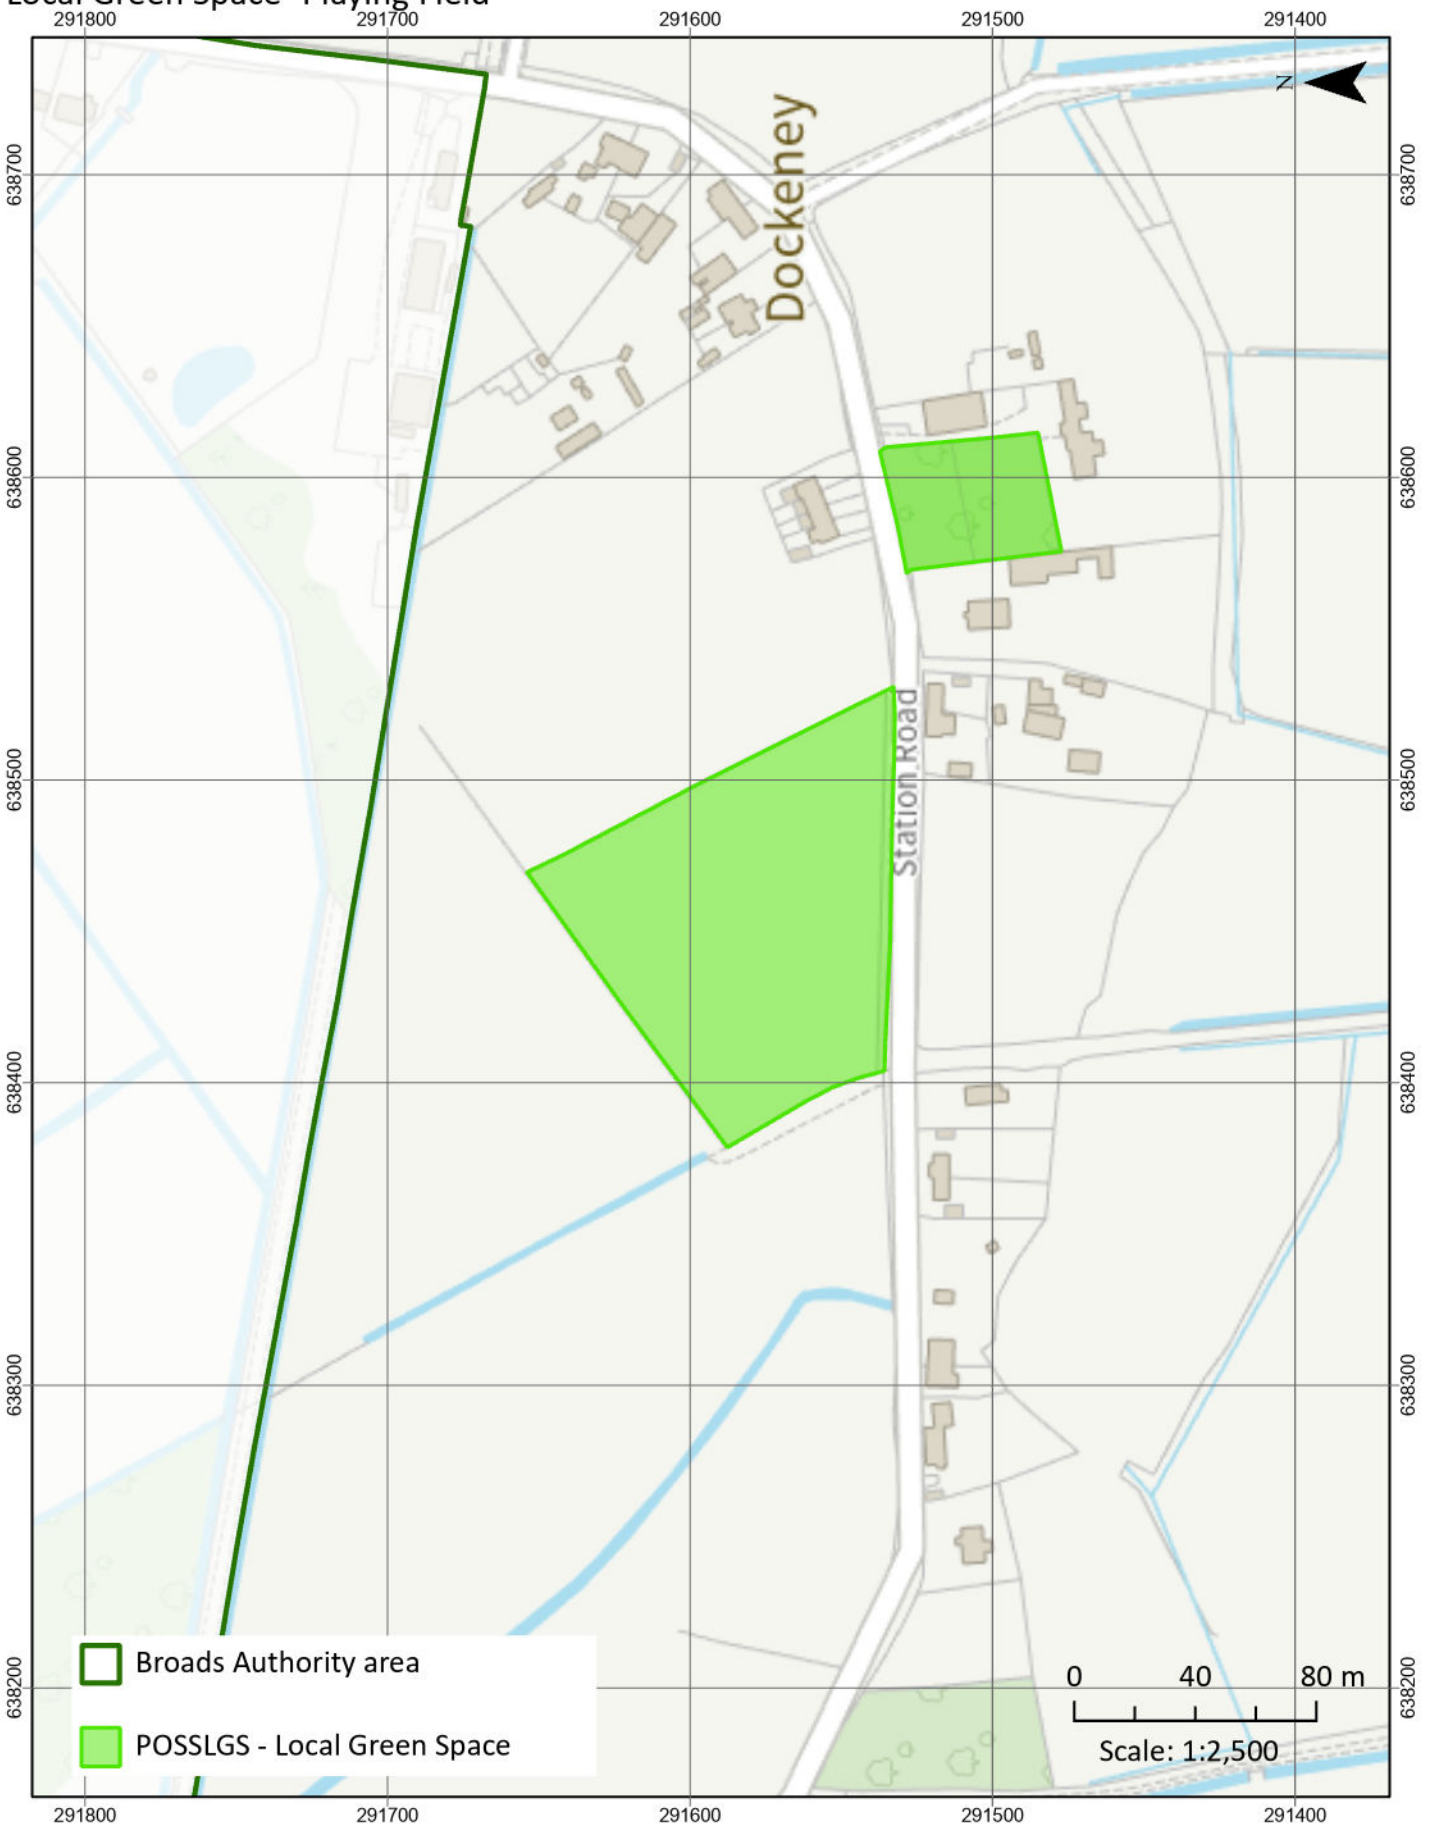 Local Green Space- Playing Field
291800 291700 291600 291500 291400
N
Dockeney
638700 638700
638600 638600
638500 638500
Station Road
638400 638400
638300 638300
638200 638200
Broads Authority area
POSSLGS - Local Green Space
0 40 80 m
Scale: 1:2,500
291800 291700 291600 291500 291400